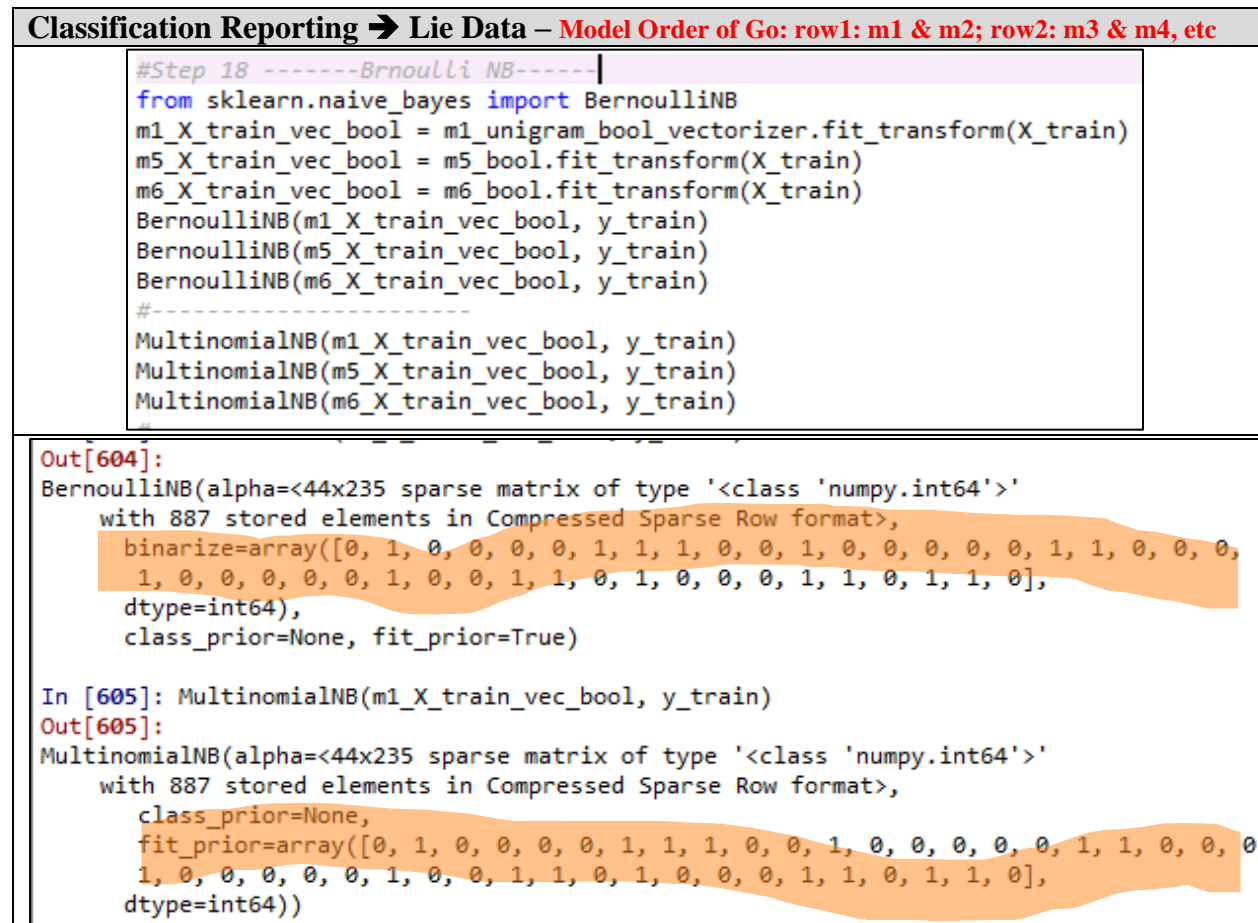 Classification Reporting ➔ Lie Data – Model Order of Go: row1: m1 & m2; row2: m3 & m4, etc
#Step 18 -------Brnoulli NB------
from sklearn.naive_bayes import BernoulliNB
m1_X_train_vec_bool = m1_unigram_bool_vectorizer.fit_transform(X_train)
m5_X_train_vec_bool = m5_bool.fit_transform(X_train)
m6_X_train_vec_bool = m6_bool.fit_transform(X_train)
BernoulliNB(m1_X_train_vec_bool, y_train)
BernoulliNB(m5_X_train_vec_bool, y_train)
BernoulliNB(m6_X_train_vec_bool, y_train)
#-----------------------
MultinomialNB(m1_X_train_vec_bool, y_train)
MultinomialNB(m5_X_train_vec_bool, y_train)
MultinomialNB(m6_X_train_vec_bool, y_train)
Out[604]:
BernoulliNB(alpha=<44x235 sparse matrix of type '<class 'numpy.int64'>'
with 887 stored elements in Compressed Sparse Row format>,
binarize=array([0, 1, 0, 0, 0, 0, 1, 1, 1, 0, 0, 1, 0, 0, 0, 0, 0, 1, 1, 0, 0, 0,
1, 0, 0, 0, 0, 0, 1, 0, 0, 1, 1, 0, 1, 0, 0, 0, 1, 1, 0, 1, 1, 0],
dtype=int64),
class_prior=None, fit_prior=True)
In [605]: MultinomialNB(m1_X_train_vec_bool, y_train)
Out[605]:
MultinomialNB(alpha=<44x235 sparse matrix of type '<class 'numpy.int64'>'
with 887 stored elements in Compressed Sparse Row format>,
class_prior=None,
fit_prior=array([0, 1, 0, 0, 0, 0, 1, 1, 1, 0, 0, 1, 0, 0, 0, 0, 0, 1, 1, 0, 0, 0
1, 0, 0, 0, 0, 0, 1, 0, 0, 1, 1, 0, 1, 0, 0, 0, 1, 1, 0, 1, 1, 0],
dtype=int64))